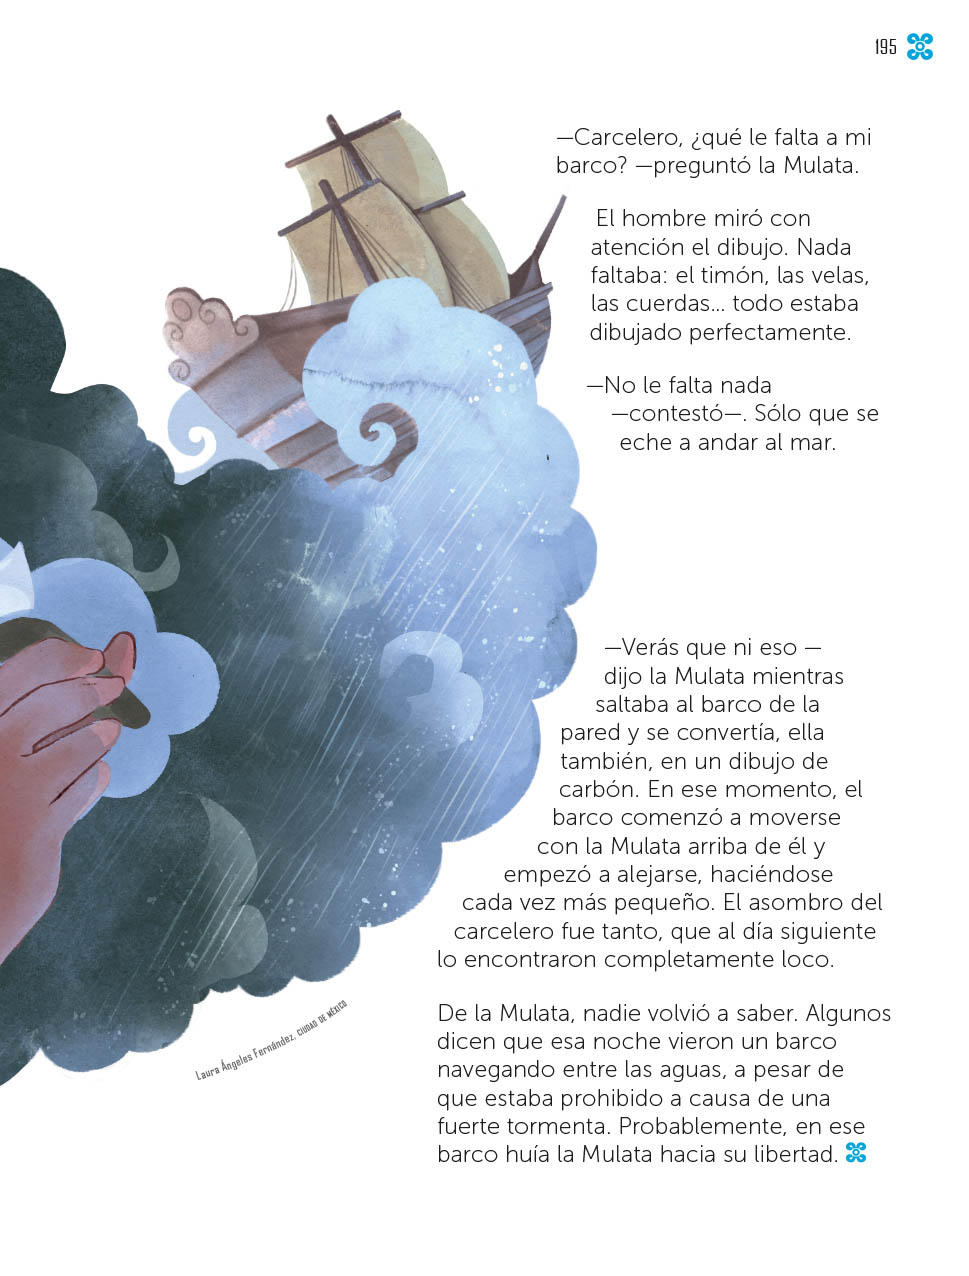 195
—Carcelero, ¿qué le falta a mi
barco? —preguntó la Mulata.
El hombre miró con
atención el dibujo. Nada
faltaba: el timón, las velas,
las cuerdas... todo estaba
dibujado perfectamente.
—No le falta nada
—contestó—. Sólo que se
eche a andar al mar.
—Verás que ni eso —
dijo la Mulata mientras
saltaba al barco de la
pared y se convertía, ella
también, en un dibujo de
carbón. En ese momento, el
barco comenzó a moverse
con la Mulata arriba de él y
empezó a alejarse, haciéndose
cada vez más pequeño. El asombro del
carcelero fue tanto, que al día siguiente
lo encontraron completamente loco.
De la Mulata, nadie volvió a saber. Algunos
dicen que esa noche vieron un barco
navegando entre las aguas, a pesar de
que estaba prohibido a causa de una
fuerte tormenta. Probablemente, en ese
barco huía la Mulata hacia su libertad.
Laura Ángeles Fernández, CIUDAD DE MÉXICO